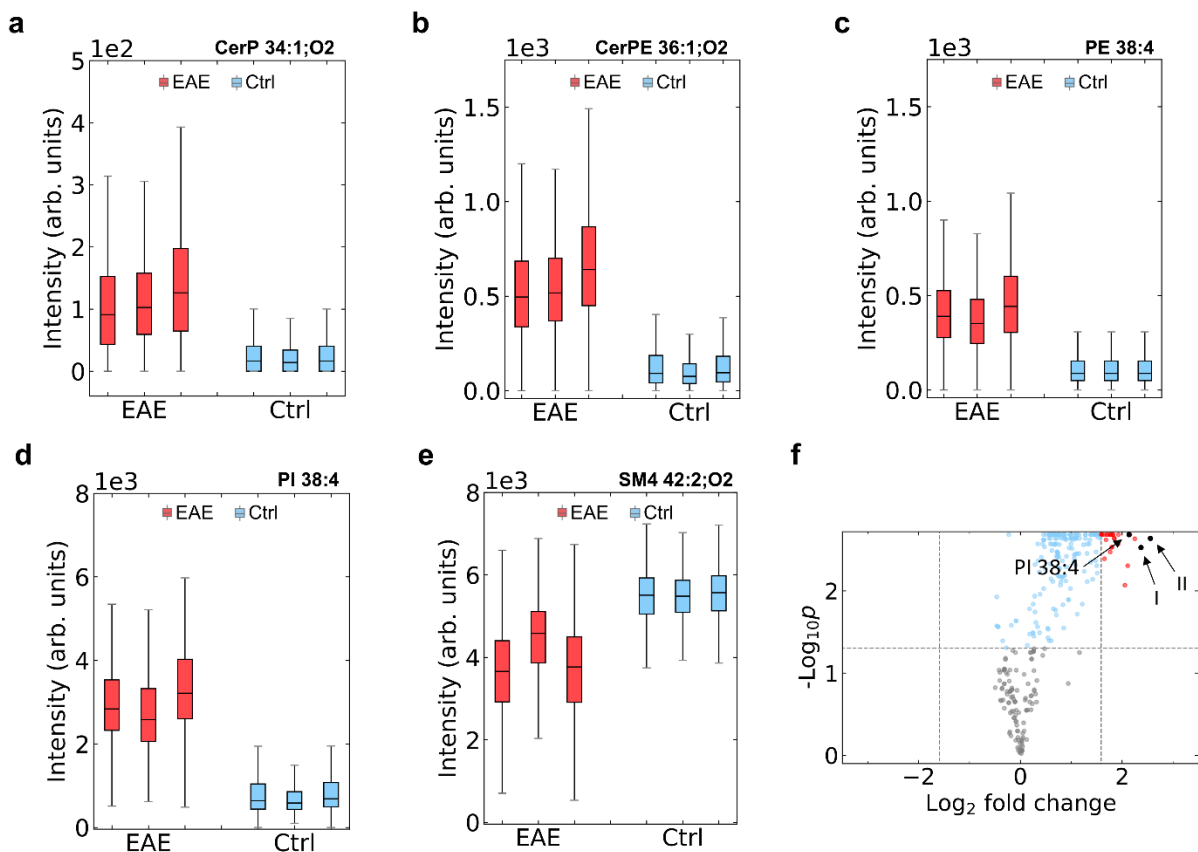 a
1e2
CerP 34:1;O2
EAE
Ctrl
Intensity (arb. units)
5
4
3
2
1
0
EAE
Ctrl
b
1e3
CerPE 36:1;O2
EAE
Ctrl
Intensity (arb. units)
1.5
1.0
0.5
0.0
EAE
Ctrl
c
1e3
PE 38:4
EAE
Ctrl
Intensity (arb. units)
1.5
1.0
0.5
0.0
EAE
Ctrl
d
1e3
PI 38:4
EAE
Ctrl
Intensity (arb. units)
8
6
4
2
0
EAE
Ctrl
e
1e3
SM4 42:2;O2
EAE
Ctrl
Intensity (arb. units)
8
6
4
2
0
EAE
Ctrl
f
PI 38:4
I
II
-Log10p
2
1
0
−2
0
2
Log2 fold change